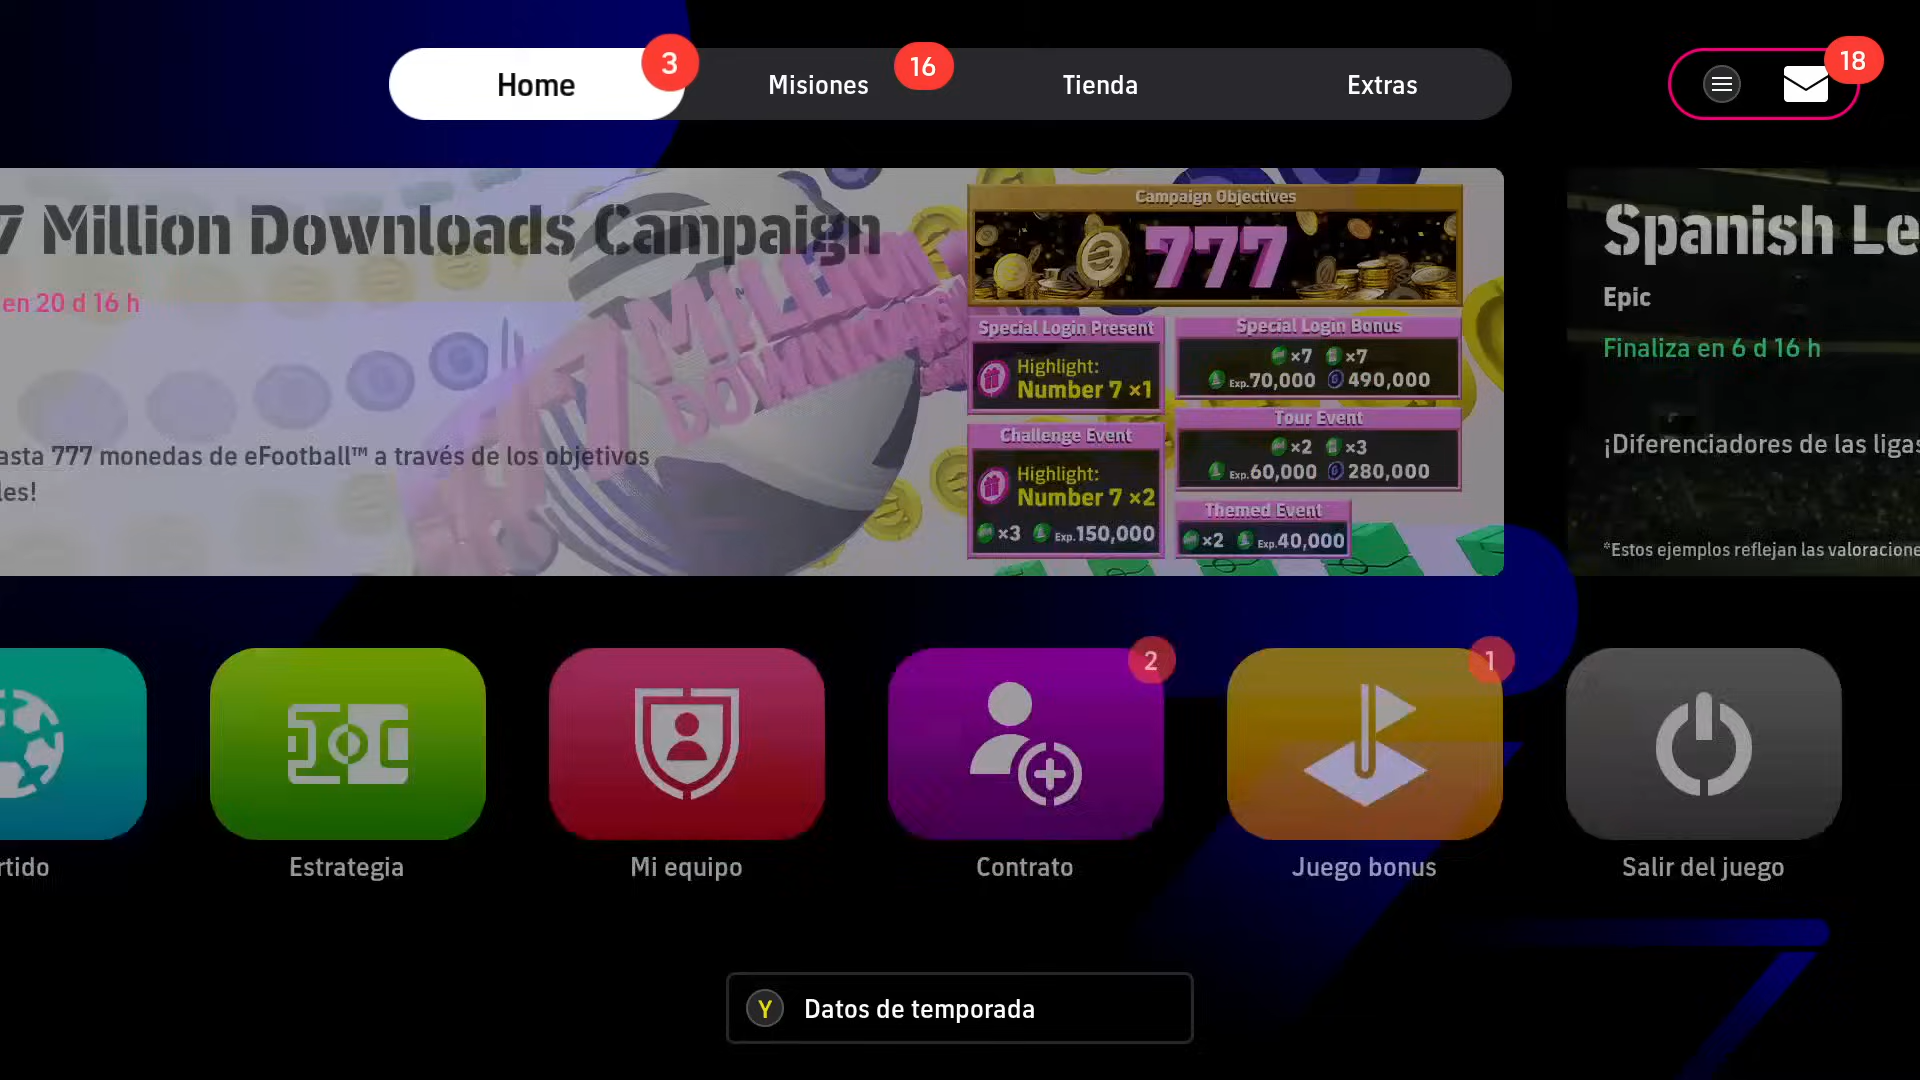 Home
3
Misiones
16
Tienda
Extras
18
7 Million Downloads Campaign
en 20 d 16 h
asta 777 monedas de eFootball™ a través de los objetivos
les!
7 MILLION
DOWNLOADS
Campaign Objectives
777
Special Login Present
Highlight:
Number 7 ×1
Special Login Bonus
×7 ×7
Exp.70,000 490,000
Challenge Event
Highlight:
Number 7 ×2
×3 Exp.150,000
Tour Event
×2 ×3
Exp.60,000 280,000
Themed Event
×2 Exp.40,000
Spanish Le
Epic
Finaliza en 6 d 16 h
¡Diferenciadores de las ligas
*Estos ejemplos reflejan las valoracione
2
1
rtido
Estrategia
Mi equipo
Contrato
Juego bonus
Salir del juego
Y Datos de temporada